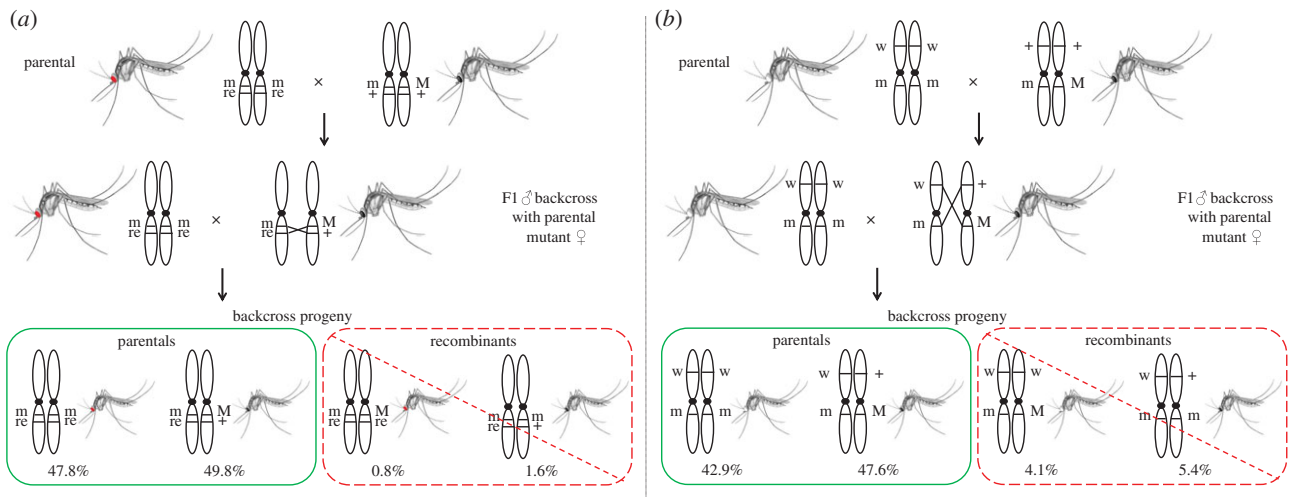 (a)
parental
m m
re re
×
m M
+ +
m m
re re
×
m M
re +
F1 ♂ backcross
with parental
mutant ♀
backcross progeny
parentals
recombinants
m m
re re
m M
re +
m M
re re
m m
re +
47.8%
49.8%
0.8%
1.6%
(b)
parental
w w
m m
×
+ +
m M
w w
m m
×
w +
m M
F1 ♂ backcross
with parental
mutant ♀
backcross progeny
parentals
recombinants
w w
m m
w +
m M
w w
m M
w +
m m
42.9%
47.6%
4.1%
5.4%